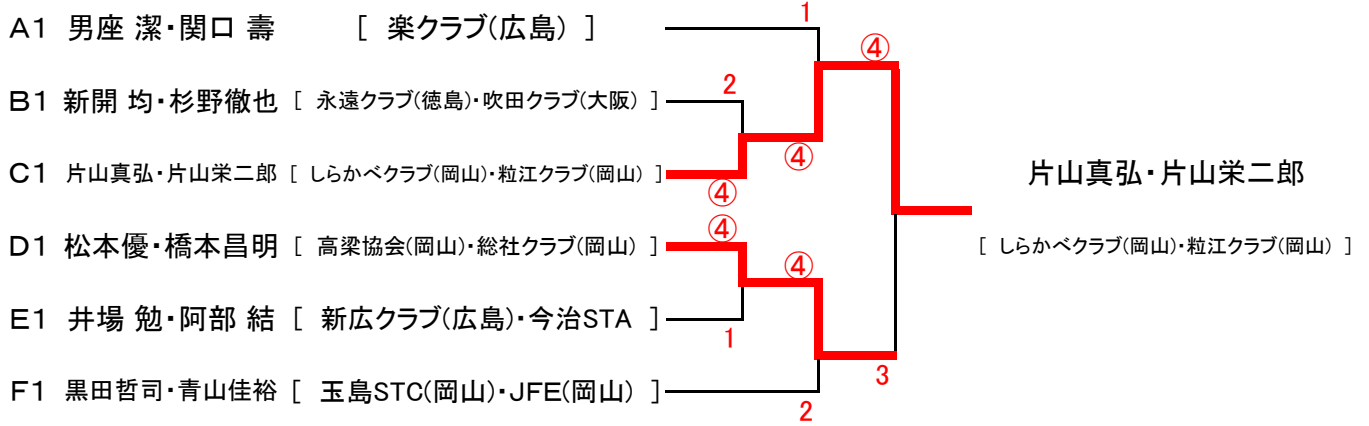 A1 男座 潔・関口 壽 [ 楽クラブ(広島) ]
1
④
B1 新開 均・杉野徹也 [ 永遠クラブ(徳島)・吹田クラブ(大阪) ]
2
④
C1 片山真弘・片山栄二郎 [ しらかべクラブ(岡山)・粒江クラブ(岡山) ]
④
片山真弘・片山栄二郎
[ しらかべクラブ(岡山)・粒江クラブ(岡山) ]
D1 松本優・橋本昌明 [ 高梁協会(岡山)・総社クラブ(岡山) ]
④
④
E1 井場 勉・阿部 結 [ 新広クラブ(広島)・今治STA ]
1
3
F1 黒田哲司・青山佳裕 [ 玉島STC(岡山)・JFE(岡山) ]
2